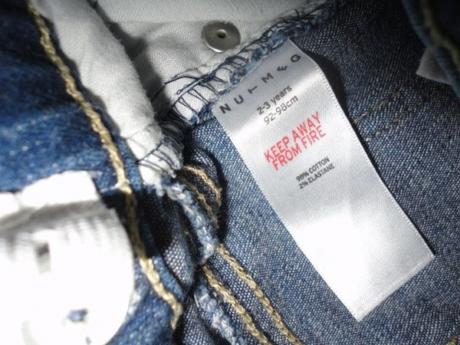 NUTMEG
2-3 years
92-98cm
KEEP AWAY
FROM FIRE
98% COTTON
2% ELASTANE